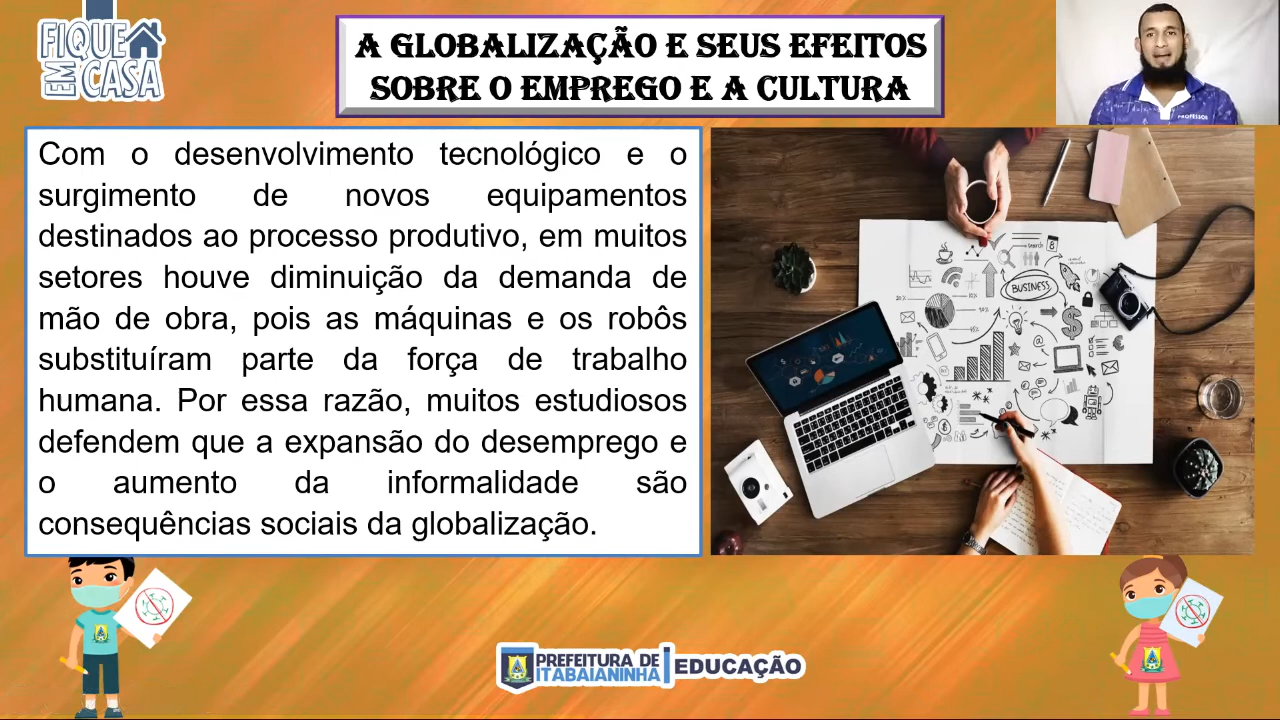 FIQUE
EM
CASA
A GLOBALIZAÇÃO E SEUS EFEITOS
SOBRE O EMPREGO E A CULTURA
PROFESSOR
Com o desenvolvimento tecnológico e o
surgimento de novos equipamentos
destinados ao processo produtivo, em muitos
setores houve diminuição da demanda de
mão de obra, pois as máquinas e os robôs
substituíram parte da força de trabalho
humana. Por essa razão, muitos estudiosos
defendem que a expansão do desemprego e
o aumento da informalidade são
consequências sociais da globalização.
search
8
BUSINESS
PREFEITURA DE
ITABAIANINHA
EDUCAÇÃO